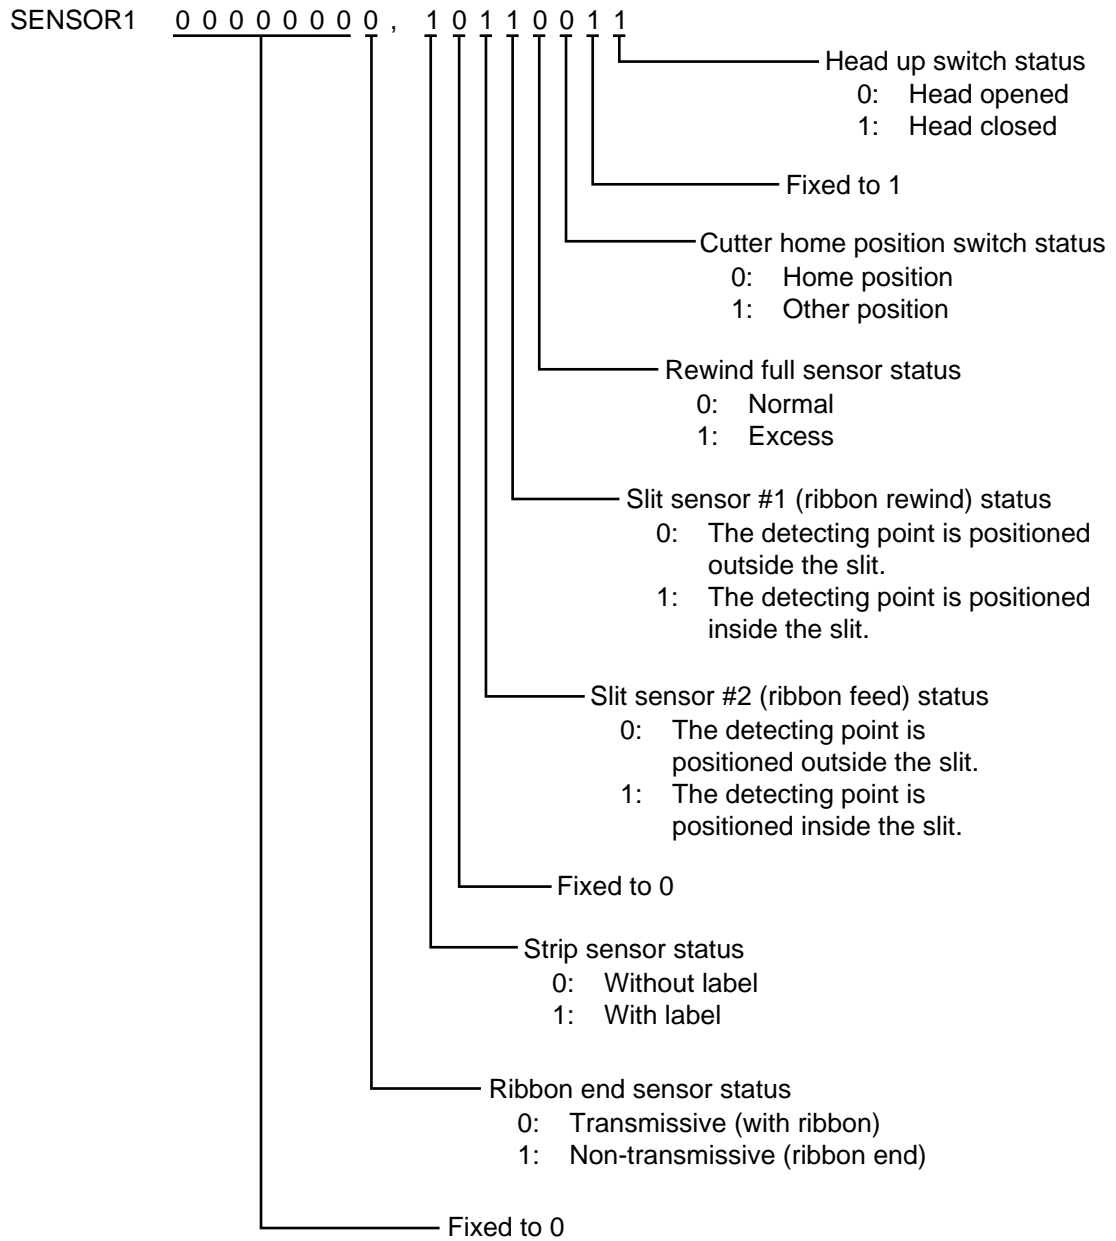 SENSOR1 0 0 0 0 0 0 0 0 , 1 0 1 1 0 0 1 1
Head up switch status
0: Head opened
1: Head closed
Fixed to 1
Cutter home position switch status
0: Home position
1: Other position
Rewind full sensor status
0: Normal
1: Excess
Slit sensor #1 (ribbon rewind) status
0: The detecting point is positioned
outside the slit.
1: The detecting point is positioned
inside the slit.
Slit sensor #2 (ribbon feed) status
0: The detecting point is
positioned outside the slit.
1: The detecting point is
positioned inside the slit.
Fixed to 0
Strip sensor status
0: Without label
1: With label
Ribbon end sensor status
0: Transmissive (with ribbon)
1: Non-transmissive (ribbon end)
Fixed to 0